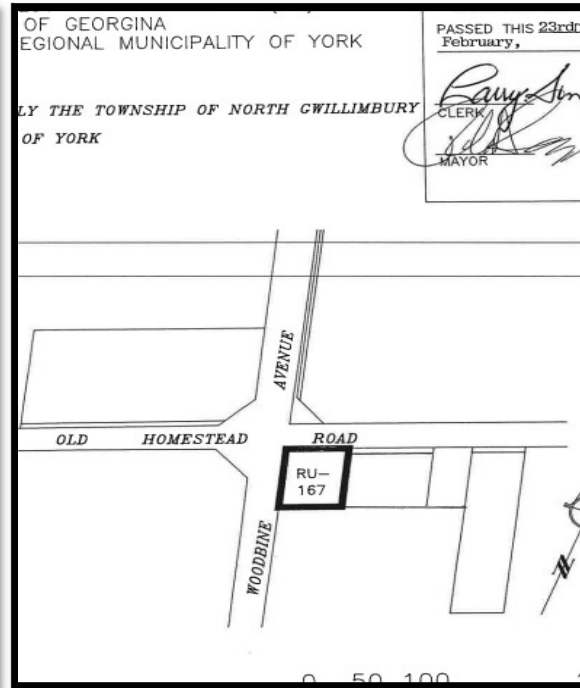 OF GEORGINA
EGIONAL MUNICIPALITY OF YORK
PASSED THIS 23rd
February,
LY THE TOWNSHIP OF NORTH GWILLIMBURY
OF YORK
CLERK
MAYOR
AVENUE
OLD HOMESTEAD ROAD
RU-
167
WOODBINE
N
0 50 100